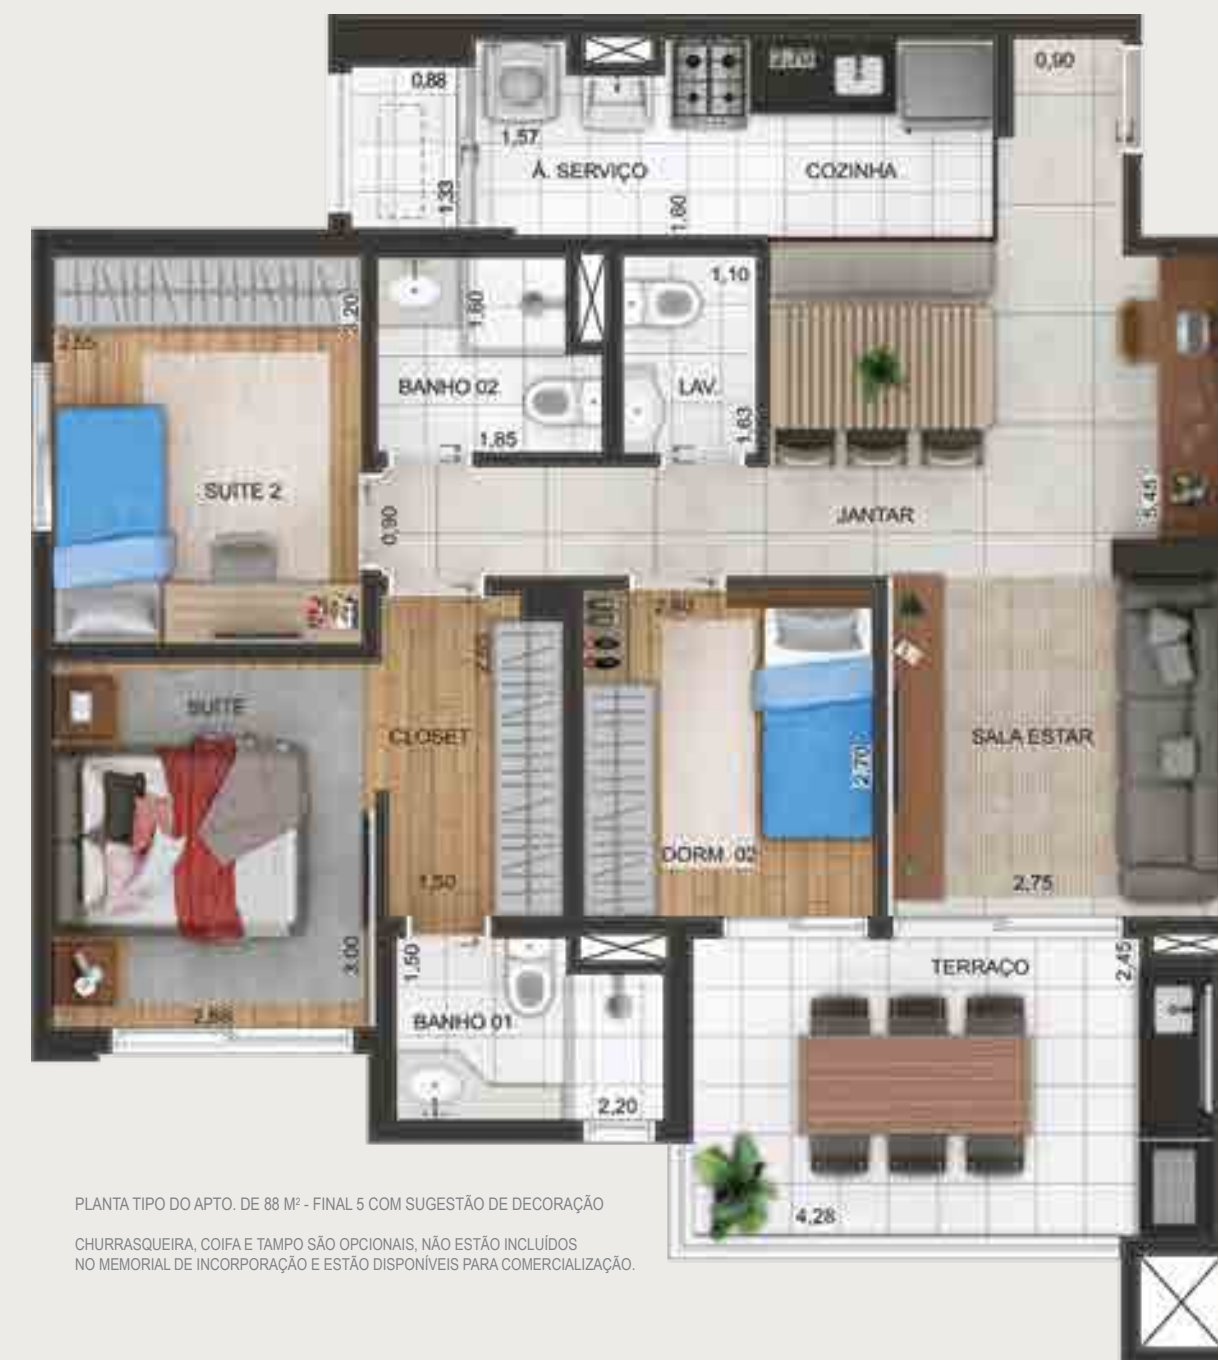 0,88
2,70
0,90
1,57
Á. SERVIÇO
COZINHA
1,33
1,60
3,20
2,55
1,60
1,10
BANHO 02
LAV.
1,85
1,63
SUITE 2
0,90
JANTAR
5,45
2,80
SUITE
CLOSET
SALA ESTAR
2,70
DORM. 02
1,50
2,75
3,00
1,50
TERRAÇO
2,45
BANHO 01
2,20
4,28
PLANTA TIPO DO APTO. DE 88 M² - FINAL 5 COM SUGESTÃO DE DECORAÇÃO
CHURRASQUEIRA, COIFA E TAMPO SÃO OPCIONAIS, NÃO ESTÃO INCLUÍDOS
NO MEMORIAL DE INCORPORAÇÃO E ESTÃO DISPONÍVEIS PARA COMERCIALIZAÇÃO.